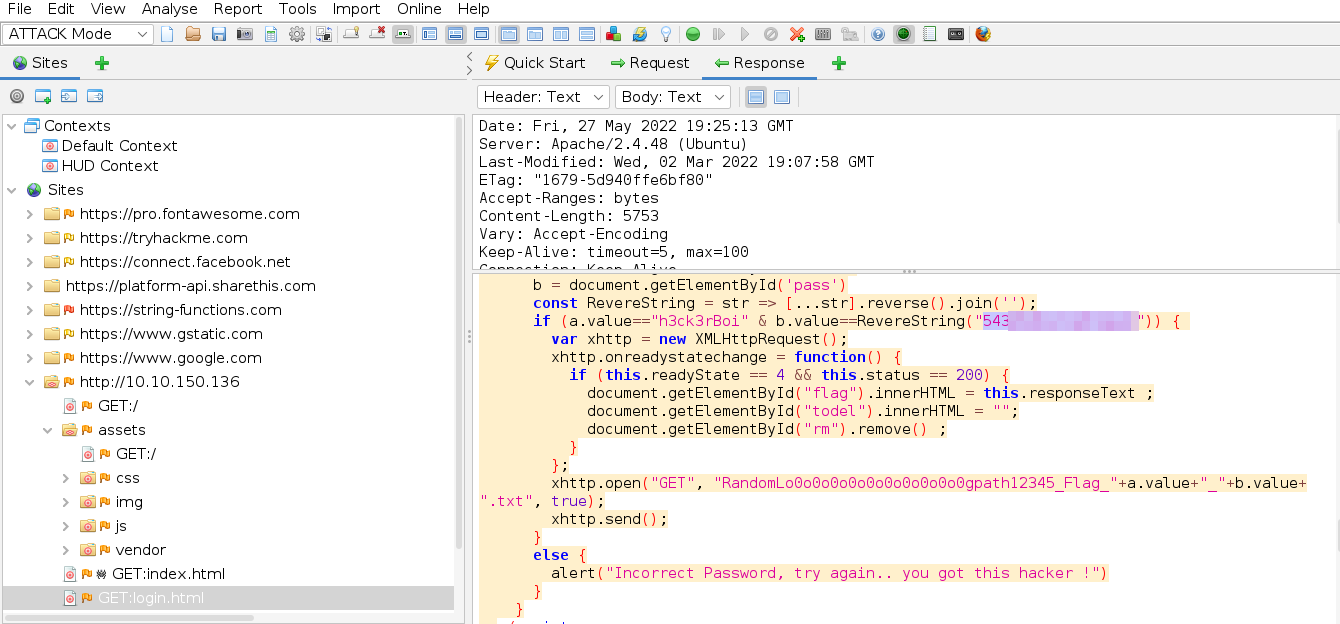 File Edit View Analyse Report Tools Import Online Help
ATTACK Mode
Sites
Quick Start Request Response
Header: Text Body: Text
Contexts
Default Context
HUD Context
Sites
https://pro.fontawesome.com
https://tryhackme.com
https://connect.facebook.net
https://platform-api.sharethis.com
https://string-functions.com
https://www.gstatic.com
https://www.google.com
http://10.10.150.136
GET:/
assets
GET:/
css
img
js
vendor
GET:index.html
GET:login.html
Date: Fri, 27 May 2022 19:25:13 GMT
Server: Apache/2.4.48 (Ubuntu)
Last-Modified: Wed, 02 Mar 2022 19:07:58 GMT
ETag: "1679-5d940ffe6bf80"
Accept-Ranges: bytes
Content-Length: 5753
Vary: Accept-Encoding
Keep-Alive: timeout=5, max=100
Connection: Keep-Alive
b = document.getElementById('pass')
const RevereString = str => [...str].reverse().join('');
if (a.value=="h3ck3rBoi" & b.value==RevereString("543")) {
var xhttp = new XMLHttpRequest();
xhttp.onreadystatechange = function() {
if (this.readyState == 4 && this.status == 200) {
document.getElementById("flag").innerHTML = this.responseText ;
document.getElementById("todel").innerHTML = "";
document.getElementById("rm").remove() ;
}
};
xhttp.open("GET", "RandomLo0o0o0o0o0o0o0o0o0o0gpath12345_Flag_"+a.value+"_"+b.value+
".txt", true);
xhttp.send();
}
else {
alert("Incorrect Password, try again.. you got this hacker !")
}
}